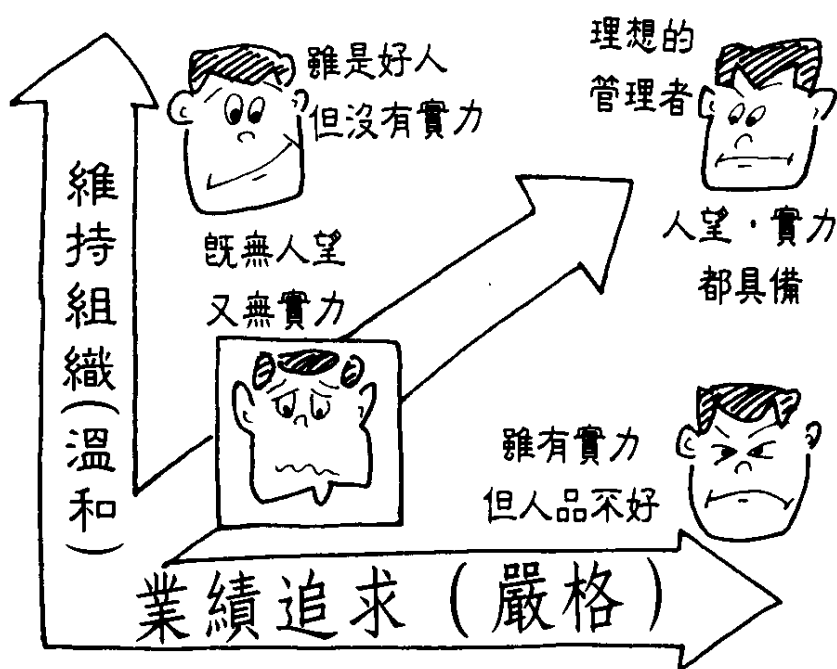 雖是好人
但沒有實力
理想的
管理者
人望・實力
都具備
既無人望
又無實力
雖有實力
但人品不好
維持組織(溫和)
業績追求(嚴格)